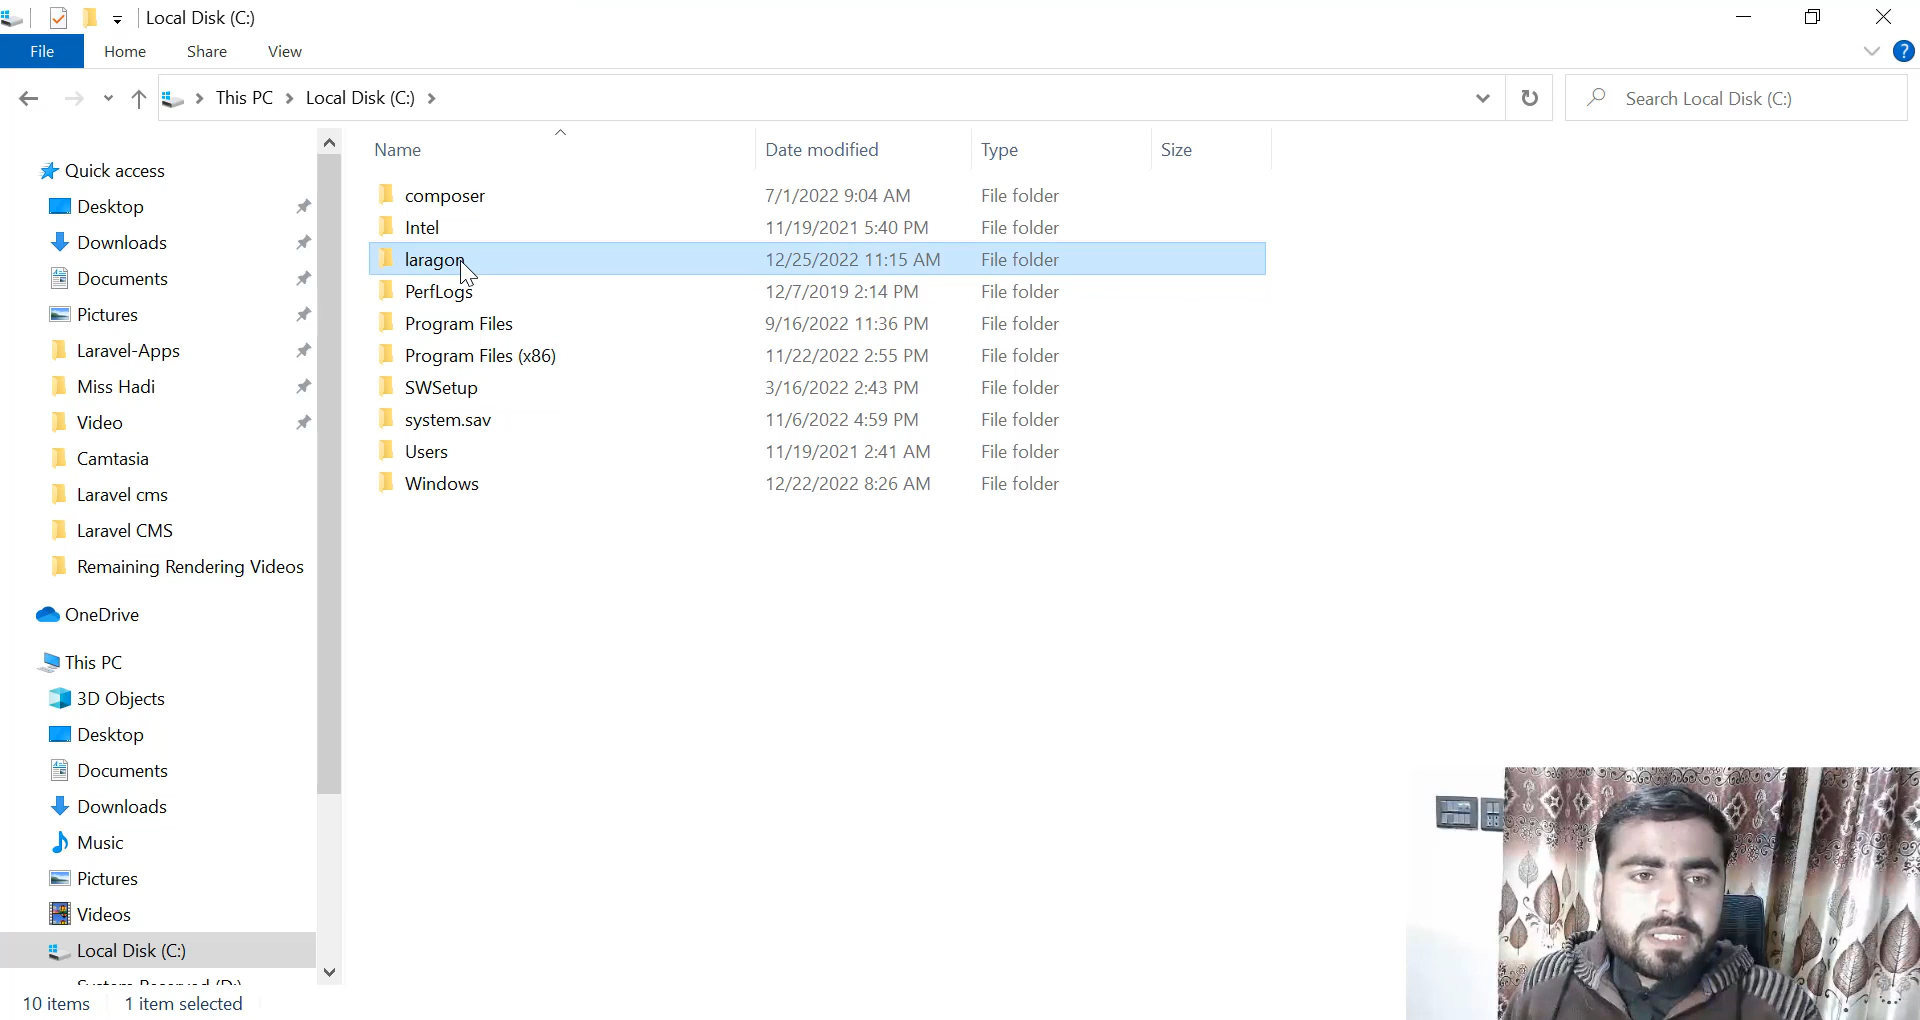 Local Disk (C:)
File Home Share View
This PC Local Disk (C:)
Search Local Disk (C:)
Name Date modified Type Size
Quick access
Desktop
Downloads
Documents
Pictures
Laravel-Apps
Miss Hadi
Video
Camtasia
Laravel cms
Laravel CMS
Remaining Rendering Videos
OneDrive
This PC
3D Objects
Desktop
Documents
Downloads
Music
Pictures
Videos
Local Disk (C:)
composer 7/1/2022 9:04 AM File folder
Intel 11/19/2021 5:40 PM File folder
laragon 12/25/2022 11:15 AM File folder
PerfLogs 12/7/2019 2:14 PM File folder
Program Files 9/16/2022 11:36 PM File folder
Program Files (x86) 11/22/2022 2:55 PM File folder
SWSetup 3/16/2022 2:43 PM File folder
system.sav 11/6/2022 4:59 PM File folder
Users 11/19/2021 2:41 AM File folder
Windows 12/22/2022 8:26 AM File folder
10 items 1 item selected